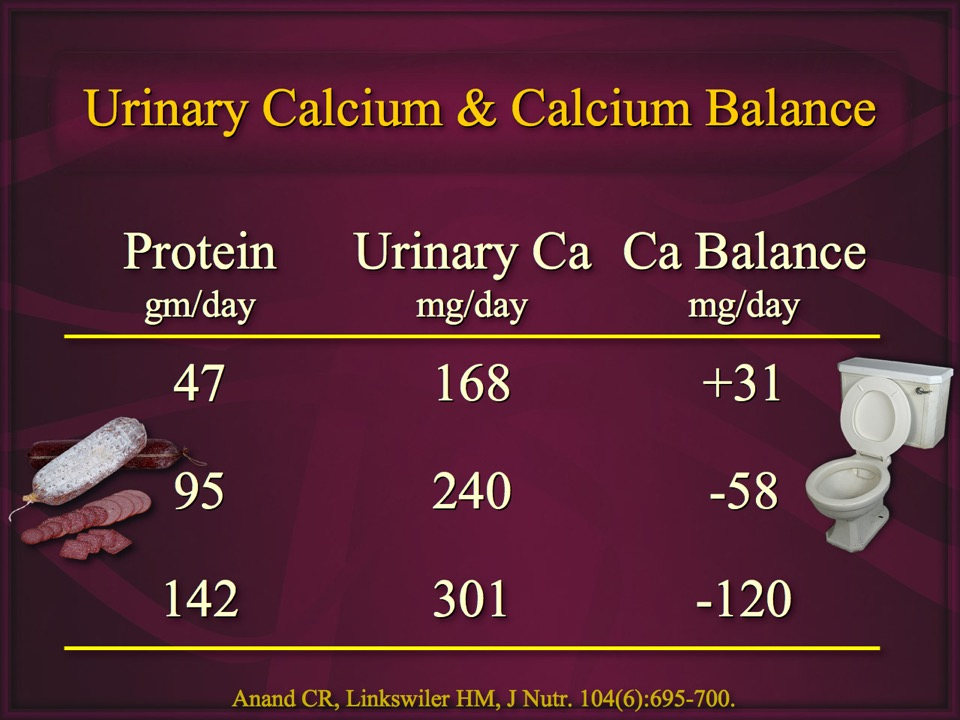 Urinary Calcium & Calcium Balance
Protein Urinary Ca Ca Balance
gm/day mg/day mg/day
47 168 +31
95 240 -58
142 301 -120
Anand CR, Linkswiler HM, J Nutr. 104(6):695-700.